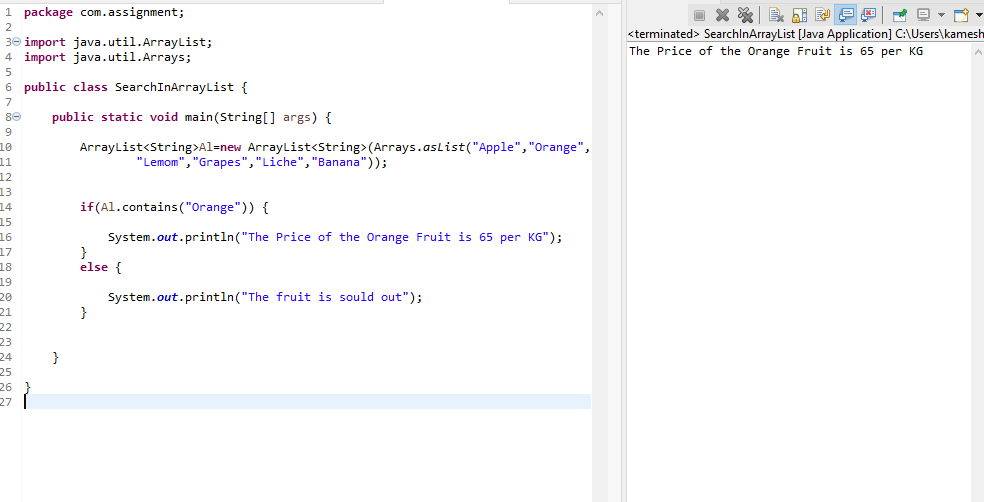 1 package com.assignment;
2
3 import java.util.ArrayList;
4 import java.util.Arrays;
5
6 public class SearchInArrayList {
7
8 public static void main(String[] args) {
9
10 ArrayList<String>Al=new ArrayList<String>(Arrays.asList("Apple","Orange",
11 "Lemom","Grapes","Liche","Banana"));
12
13
14 if(Al.contains("Orange")) {
15
16 System.out.println("The Price of the Orange Fruit is 65 per KG");
17 }
18 else {
19
20 System.out.println("The fruit is sould out");
21 }
22
23
24 }
25
26 }
27
<terminated> SearchInArrayList [Java Application] C:\Users\kamesh
The Price of the Orange Fruit is 65 per KG